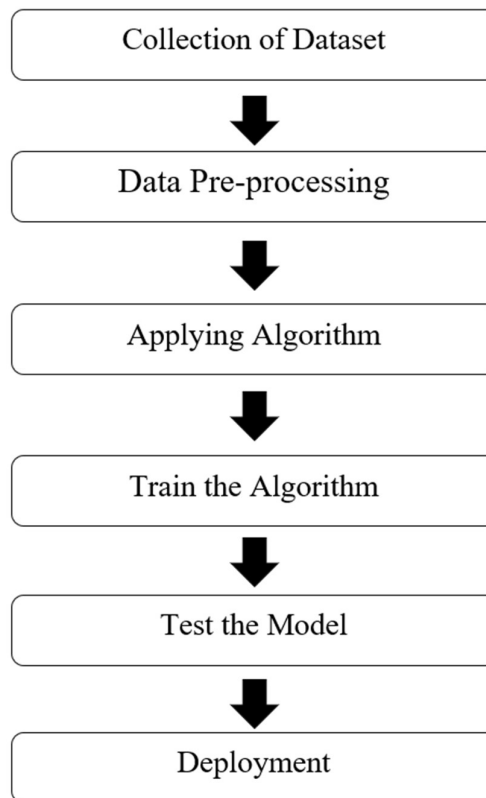 Collection of Dataset
Data Pre-processing
Applying Algorithm
Train the Algorithm
Test the Model
Deployment